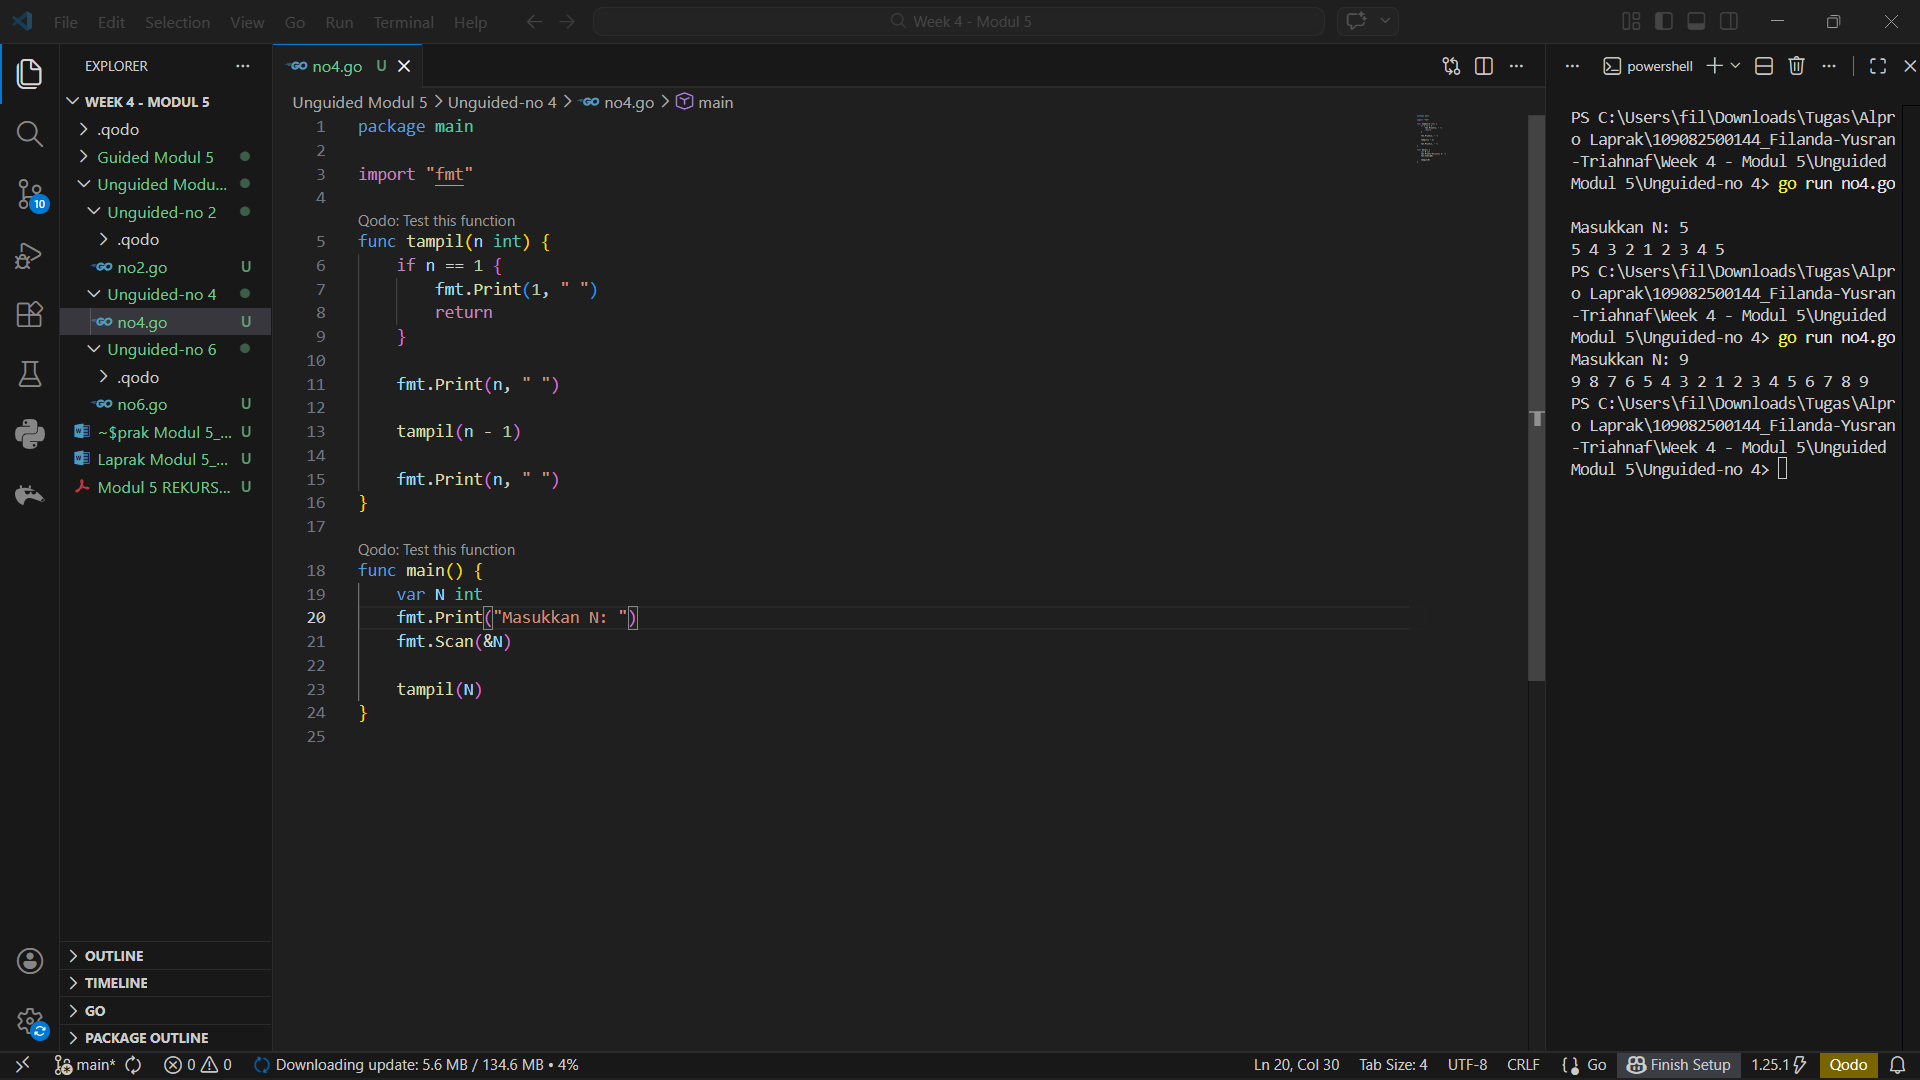 File Edit Selection View Go Run Terminal Help
Week 4 - Modul 5
EXPLORER
WEEK 4 - MODUL 5
.qodo
Guided Modul 5
Unguided Modu...
Unguided-no 2
.qodo
no2.go U
Unguided-no 4
no4.go U
Unguided-no 6
.qodo
no6.go U
~$prak Modul 5_... U
Laprak Modul 5_... U
Modul 5 REKURS... U
OUTLINE
TIMELINE
GO
PACKAGE OUTLINE
10
no4.go U
Unguided Modul 5 > Unguided-no 4 > no4.go > main
1 package main
2
3 import "fmt"
4
Qodo: Test this function
5 func tampil(n int) {
6 if n == 1 {
7 fmt.Print(1, " ")
8 return
9 }
10
11 fmt.Print(n, " ")
12
13 tampil(n - 1)
14
15 fmt.Print(n, " ")
16 }
17
Qodo: Test this function
18 func main() {
19 var N int
20 fmt.Print("Masukkan N: ")
21 fmt.Scan(&N)
22
23 tampil(N)
24 }
25
powershell
PS C:\Users\fil\Downloads\Tugas\Alpr
o Laprak\109082500144_Filanda-Yusran
-Triahnaf\Week 4 - Modul 5\Unguided
Modul 5\Unguided-no 4> go run no4.go
Masukkan N: 5
5 4 3 2 1 2 3 4 5
PS C:\Users\fil\Downloads\Tugas\Alpr
o Laprak\109082500144_Filanda-Yusran
-Triahnaf\Week 4 - Modul 5\Unguided
Modul 5\Unguided-no 4> go run no4.go
Masukkan N: 9
9 8 7 6 5 4 3 2 1 2 3 4 5 6 7 8 9
PS C:\Users\fil\Downloads\Tugas\Alpr
o Laprak\109082500144_Filanda-Yusran
-Triahnaf\Week 4 - Modul 5\Unguided
Modul 5\Unguided-no 4>
main* 0 0 Downloading update: 5.6 MB / 134.6 MB • 4% Ln 20, Col 30 Tab Size: 4 UTF-8 CRLF Go Finish Setup 1.25.1 Qodo